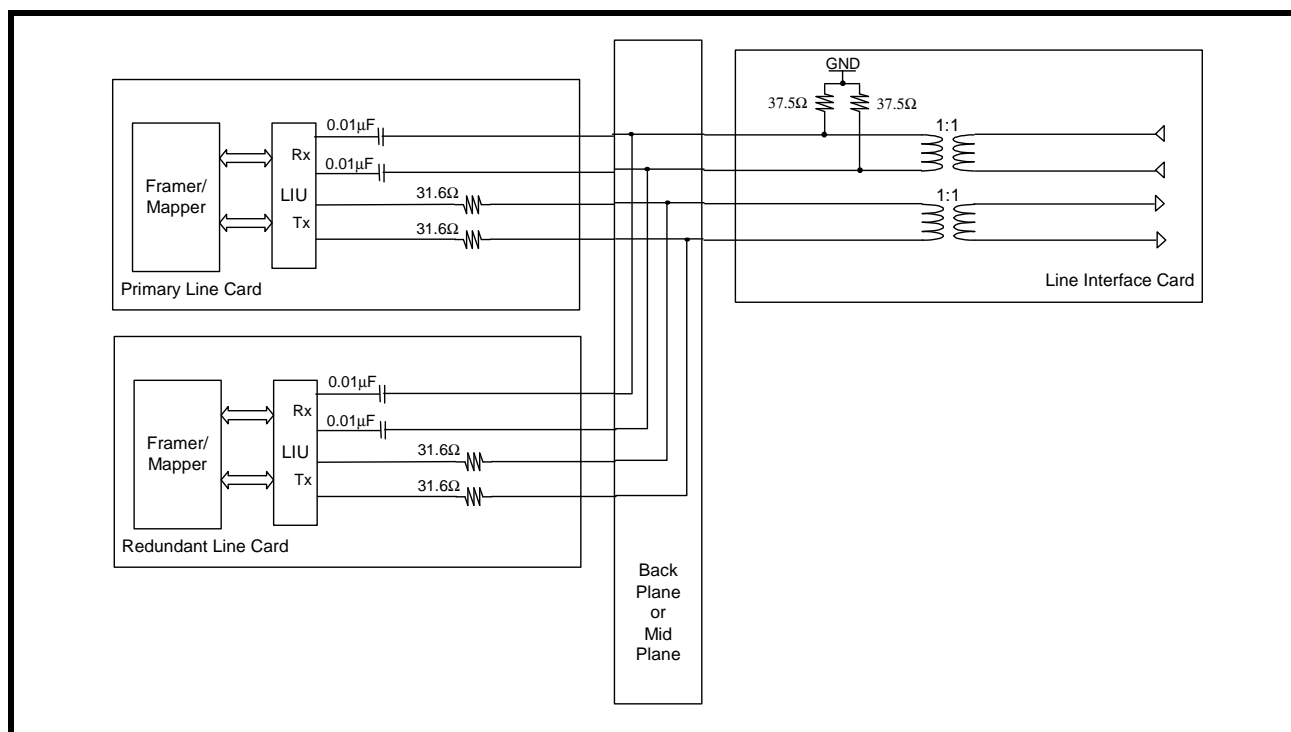 GND
37.5Ω
37.5Ω
0.01µF
1:1
Rx
0.01µF
Framer/
Mapper
LIU
31.6Ω
1:1
Tx
31.6Ω
Primary Line Card
Line Interface Card
0.01µF
Rx
0.01µF
Framer/
Mapper
LIU
31.6Ω
Tx
31.6Ω
Redundant Line Card
Back
Plane
or
Mid
Plane